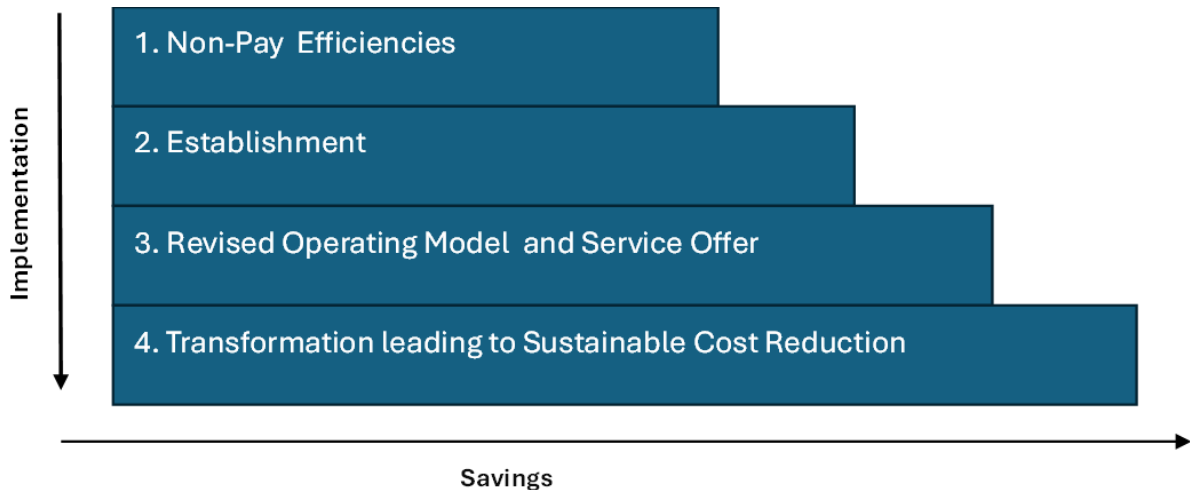 1. Non-Pay Efficiencies
2. Establishment
3. Revised Operating Model and Service Offer
4. Transformation leading to Sustainable Cost Reduction
Implementation
Savings